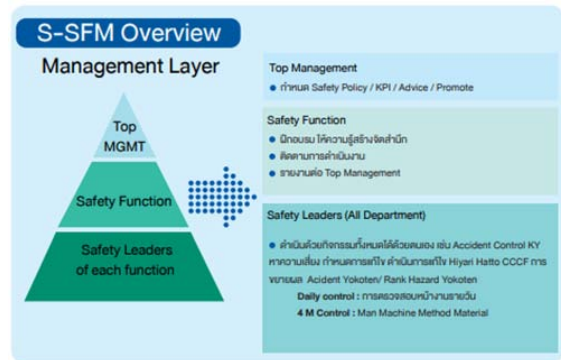 S-SFM Overview
Management Layer
Top
MGMT
Safety Function
Safety Leaders
of each function
Top Management
● กำหนด Safety Policy / KPI / Advice / Promote
Safety Function
● ฝึกอบรม ให้ความรู้สร้างจิตสำนึก
● ติดตามการดำเนินงาน
● รายงานต่อ Top Management
Safety Leaders (All Department)
● ดำเนินด้วยกิจกรรมทั้งหมดได้ด้วยตนเอง เช่น Accident Control KY
หาความเสี่ยง กำหนดการแก้ไข ดำเนินการแก้ไข Hiyari Hatto CCCF การ
ขยายผล Acident Yokoten/ Rank Hazard Yokoten
Daily control : การตรวจสอบหน้างานรายวัน
4 M Control : Man Machine Method Material